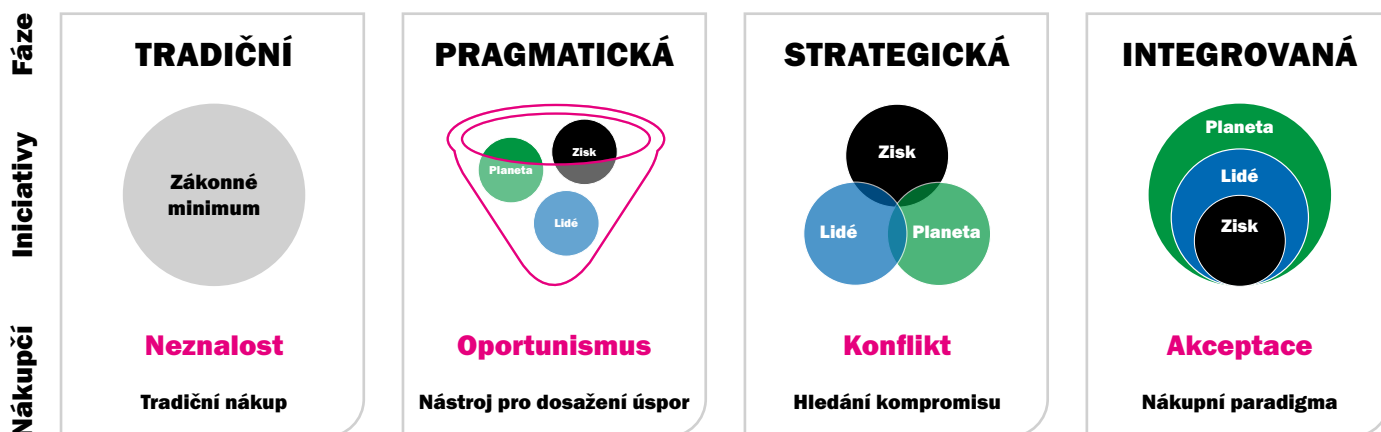 Fáze
TRADIČNÍ
PRAGMATICKÁ
STRATEGICKÁ
INTEGROVANÁ
Iniciativy
Zákonné
minimum
Planeta
Zisk
Lidé
Zisk
Lidé
Planeta
Planeta
Lidé
Zisk
Nákupčí
Neznalost
Oportunismus
Konflikt
Akceptace
Tradiční nákup
Nástroj pro dosažení úspor
Hledání kompromisu
Nákupní paradigma